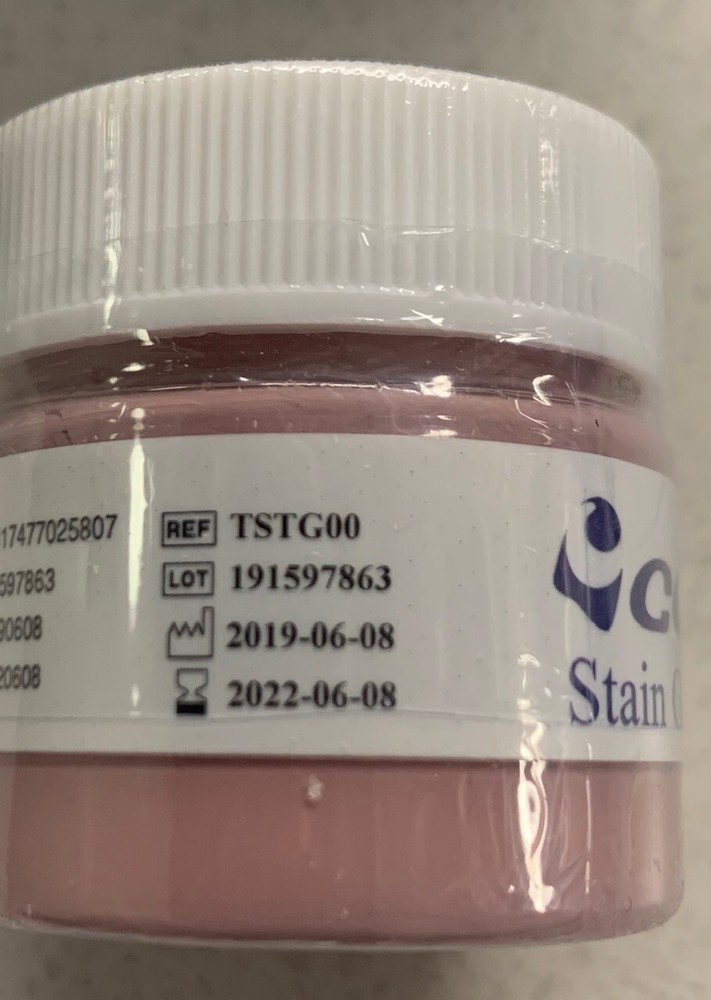 17477025807
597863
90608
20608
REF TSTG00
LOT 191597863
2019-06-08
2022-06-08
Stain